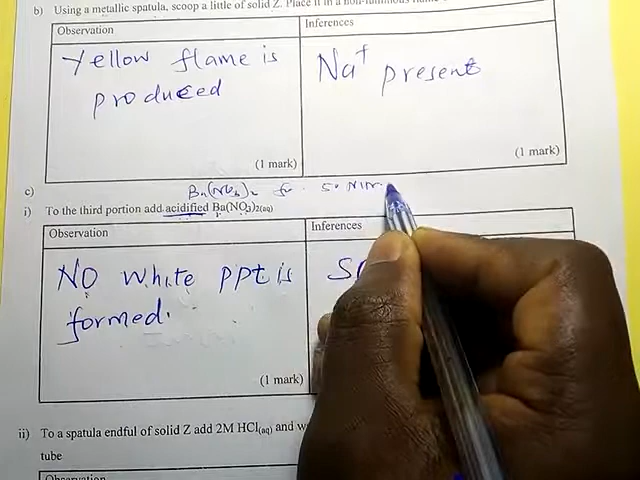 b) Using a metallic spatula, scoop a little of solid Z. Place it in a non-luminous flame
Observation
Inferences
Yellow flame is
produced
Na⁺ present
(1 mark)
(1 mark)
c)
Ba(NO₃)₂
i) To the third portion add acidified Ba(NO3)2(aq)
Observation
Inferences
NO white ppt is
formed.
(1 mark)
ii) To a spatula endful of solid Z add 2M HCl(aq) and
tube
Observation